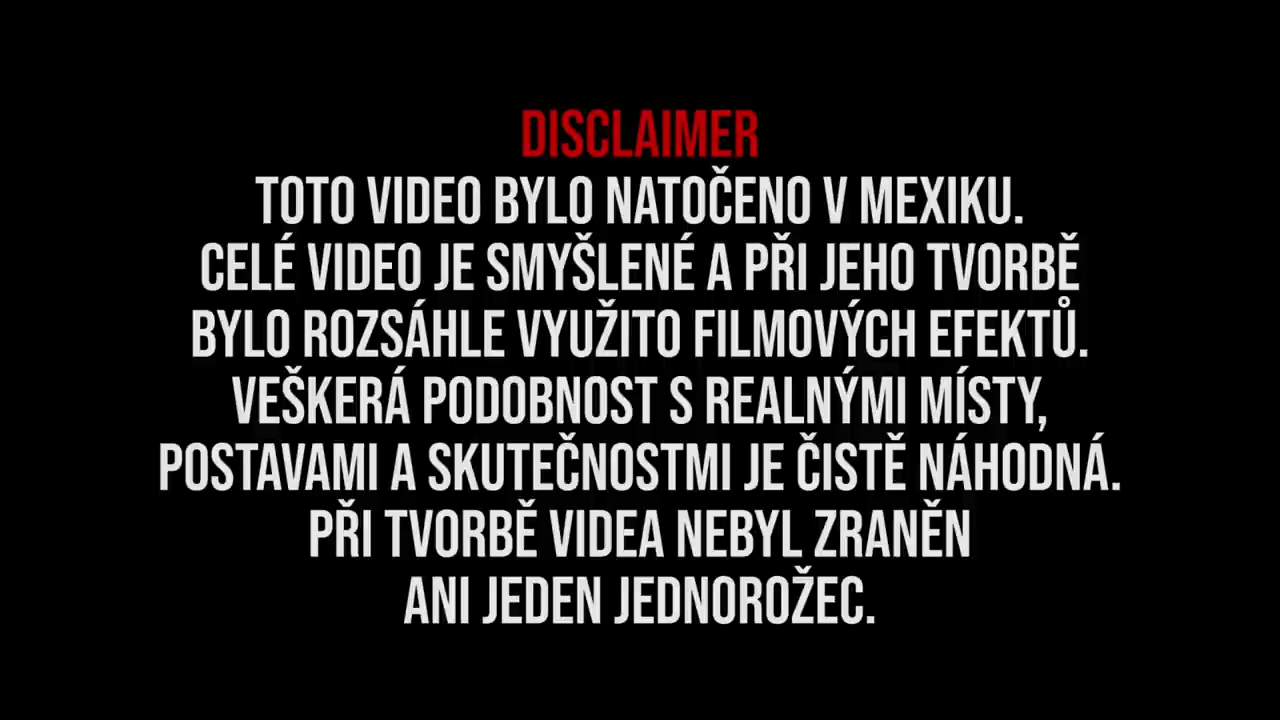 DISCLAIMER
TOTO VIDEO BYLO NATOČENO V MEXIKU.
CELÉ VIDEO JE SMYŠLENÉ A PŘI JEHO TVORBĚ
BYLO ROZSÁHLE VYUŽITO FILMOVÝCH EFEKTŮ.
VEŠKERÁ PODOBNOST S REALNÝMI MÍSTY,
POSTAVAMI A SKUTEČNOSTMI JE ČISTĚ NÁHODNÁ.
PŘI TVORBĚ VIDEA NEBYL ZRANĚN
ANI JEDEN JEDNOROŽEC.